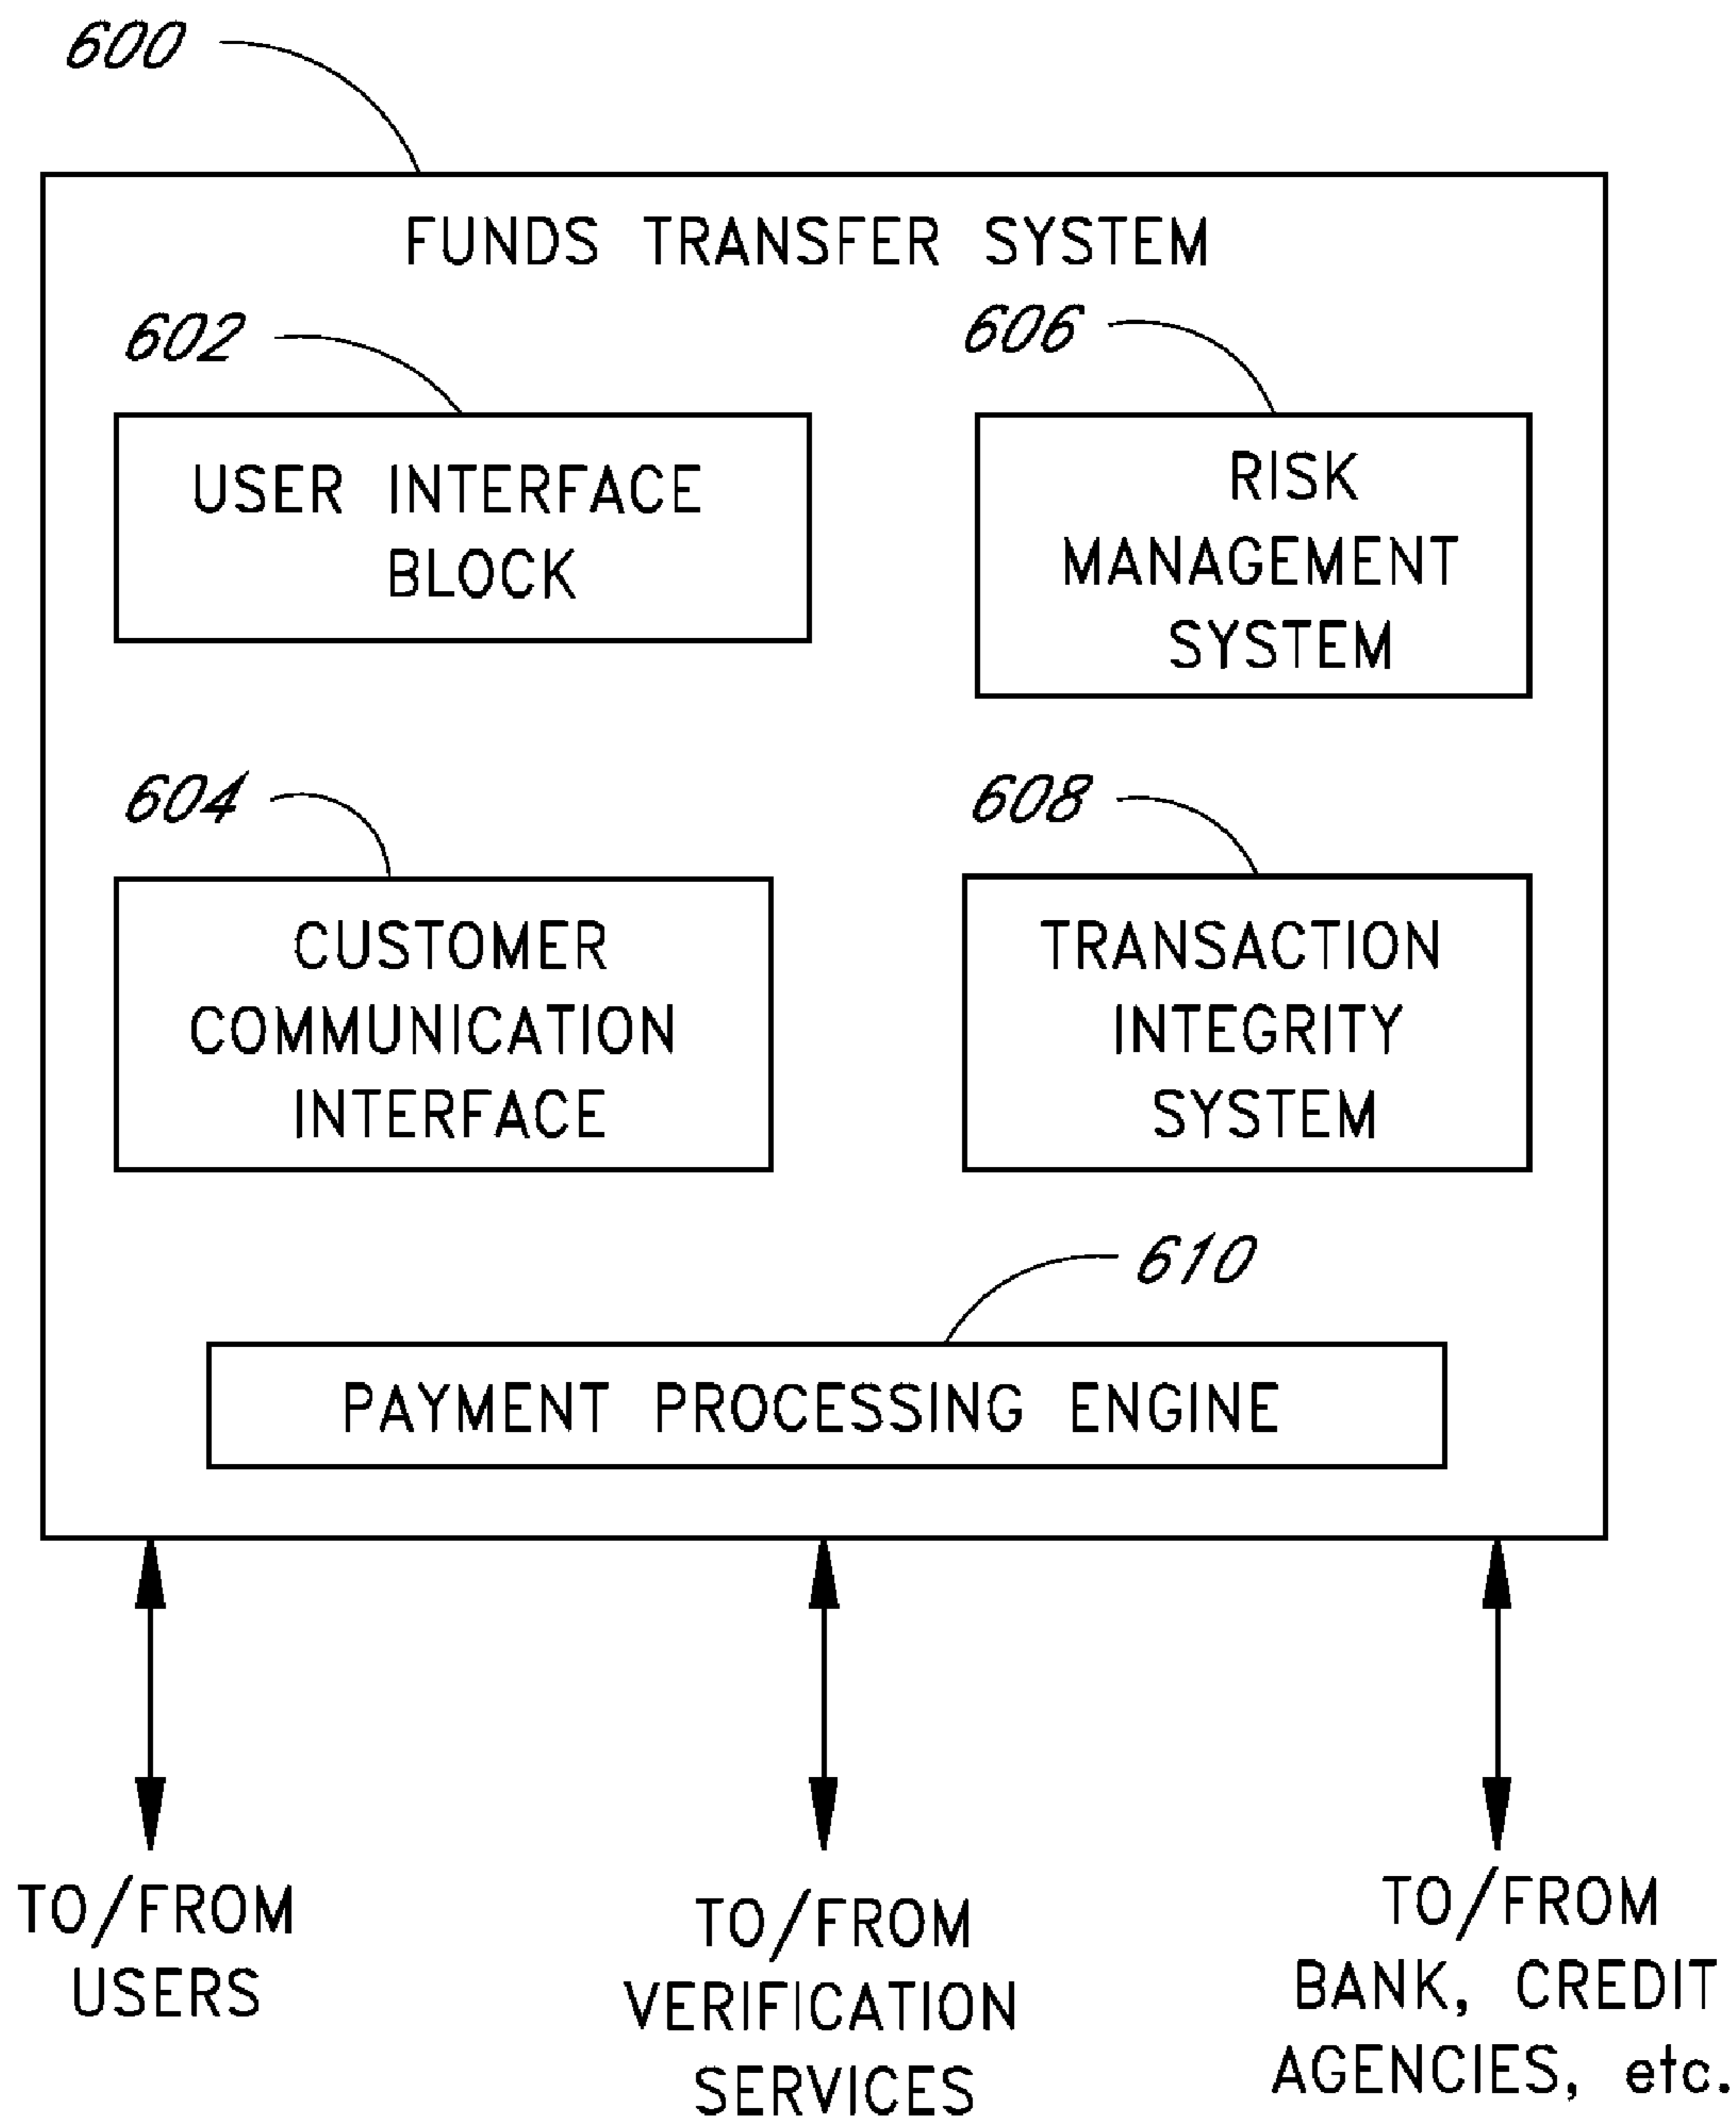 600
FUNDS TRANSFER SYSTEM
602
USER INTERFACE
BLOCK
606
RISK
MANAGEMENT
SYSTEM
604
CUSTOMER
COMMUNICATION
INTERFACE
608
TRANSACTION
INTEGRITY
SYSTEM
610
PAYMENT PROCESSING ENGINE
TO/FROM
USERS
TO/FROM
VERIFICATION
SERVICES
TO/FROM
BANK, CREDIT
AGENCIES, etc.